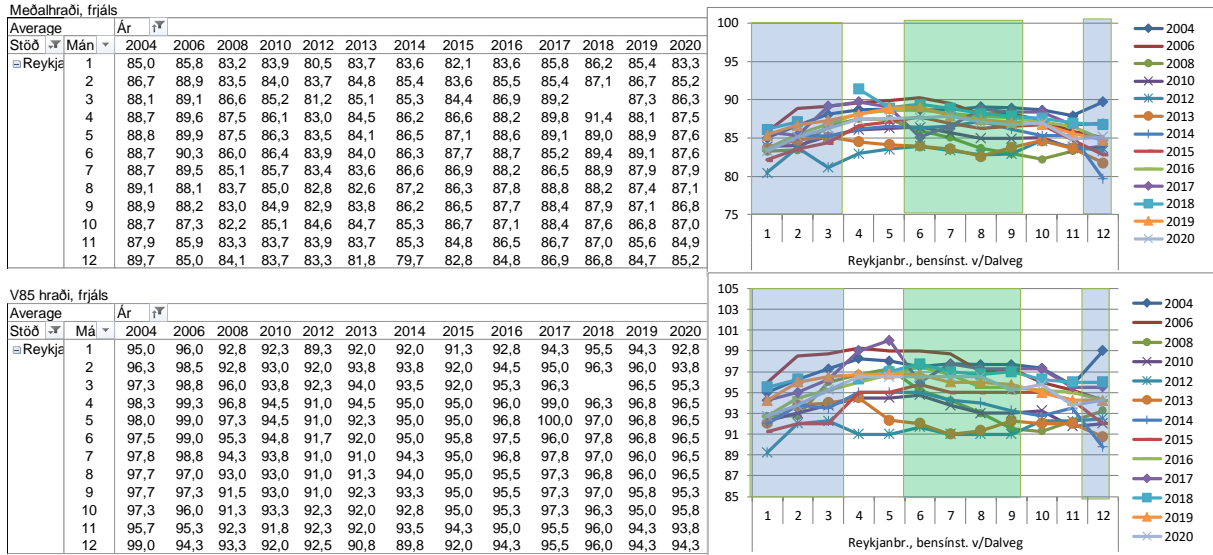 Meðalhraði, frjáls
Average Ár
Stöð Mán 2004 2006 2008 2010 2012 2013 2014 2015 2016 2017 2018 2019 2020
Reykja 1 85,0 85,8 83,2 83,9 80,5 83,7 83,6 82,1 83,6 85,8 86,2 85,4 83,3
2 86,7 88,9 83,5 84,0 83,7 84,8 85,4 83,6 85,5 85,4 87,1 86,7 85,2
3 88,1 89,1 86,6 85,2 81,2 85,1 85,3 84,4 86,9 89,2 87,3 86,3
4 88,7 89,6 87,5 86,1 83,0 84,5 86,2 86,6 88,2 89,8 91,4 88,1 87,5
5 88,8 89,9 87,5 86,3 83,5 84,1 86,5 87,1 88,6 89,1 89,0 88,9 87,6
6 88,7 90,3 86,0 86,4 83,9 84,0 86,3 87,7 88,7 85,2 89,4 89,1 87,6
7 88,7 89,5 85,1 85,7 83,4 83,6 86,6 86,9 88,2 86,5 88,9 87,9 87,9
8 89,1 88,1 83,7 85,0 82,8 82,6 87,2 86,3 87,8 88,8 88,2 87,4 87,1
9 88,9 88,2 83,0 84,9 82,9 83,8 86,2 86,5 87,7 88,4 87,9 87,1 86,8
10 88,7 87,3 82,2 85,1 84,6 84,7 85,3 86,7 87,1 88,4 87,6 86,8 87,0
11 87,9 85,9 83,3 83,7 83,9 83,7 85,3 84,8 86,5 86,7 87,0 85,6 84,9
12 89,7 85,0 84,1 83,7 83,3 81,8 79,7 82,8 84,8 86,9 86,8 84,7 85,2
100
95
90
85
80
75
1 2 3 4 5 6 7 8 9 10 11 12
Reykjanbr., bensínst. v/Dalveg
2004
2006
2008
2010
2012
2013
2014
2015
2016
2017
2018
2019
2020
V85 hraði, frjáls
Average Ár
Stöð Má 2004 2006 2008 2010 2012 2013 2014 2015 2016 2017 2018 2019 2020
Reykja 1 95,0 96,0 92,8 92,3 89,3 92,0 92,0 91,3 92,8 94,3 95,5 94,3 92,8
2 96,3 98,5 92,8 93,0 92,0 93,8 93,8 92,0 94,5 95,0 96,3 96,0 93,8
3 97,3 98,8 96,0 93,8 92,3 94,0 93,5 92,0 95,3 96,3 96,5 95,3
4 98,3 99,3 96,8 94,5 91,0 94,5 95,0 95,0 96,0 99,0 96,3 96,8 96,5
5 98,0 99,0 97,3 94,5 91,0 92,3 95,0 95,0 96,8 100,0 97,0 96,8 96,5
6 97,5 99,0 95,3 94,8 91,7 92,0 95,0 95,8 97,5 96,0 97,8 96,8 96,5
7 97,8 98,8 94,3 93,8 91,0 91,0 94,3 95,0 96,8 97,8 97,0 96,0 96,5
8 97,7 97,0 93,0 93,0 91,0 91,3 94,0 95,0 95,5 97,3 96,8 96,0 96,5
9 97,7 97,3 91,5 93,0 91,0 92,3 93,3 95,0 95,5 97,3 97,0 95,8 95,3
10 97,3 96,0 91,3 93,3 92,3 92,0 92,8 95,0 95,3 97,3 96,3 95,0 95,8
11 95,7 95,3 92,3 91,8 92,3 92,0 93,5 94,3 95,0 95,5 96,0 94,3 93,8
12 99,0 94,3 93,3 92,0 92,5 90,8 89,8 92,0 94,3 95,5 96,0 94,3 94,3
105
103
101
99
97
95
93
91
89
87
85
1 2 3 4 5 6 7 8 9 10 11 12
Reykjanbr., bensínst. v/Dalveg
2004
2006
2008
2010
2012
2013
2014
2015
2016
2017
2018
2019
2020